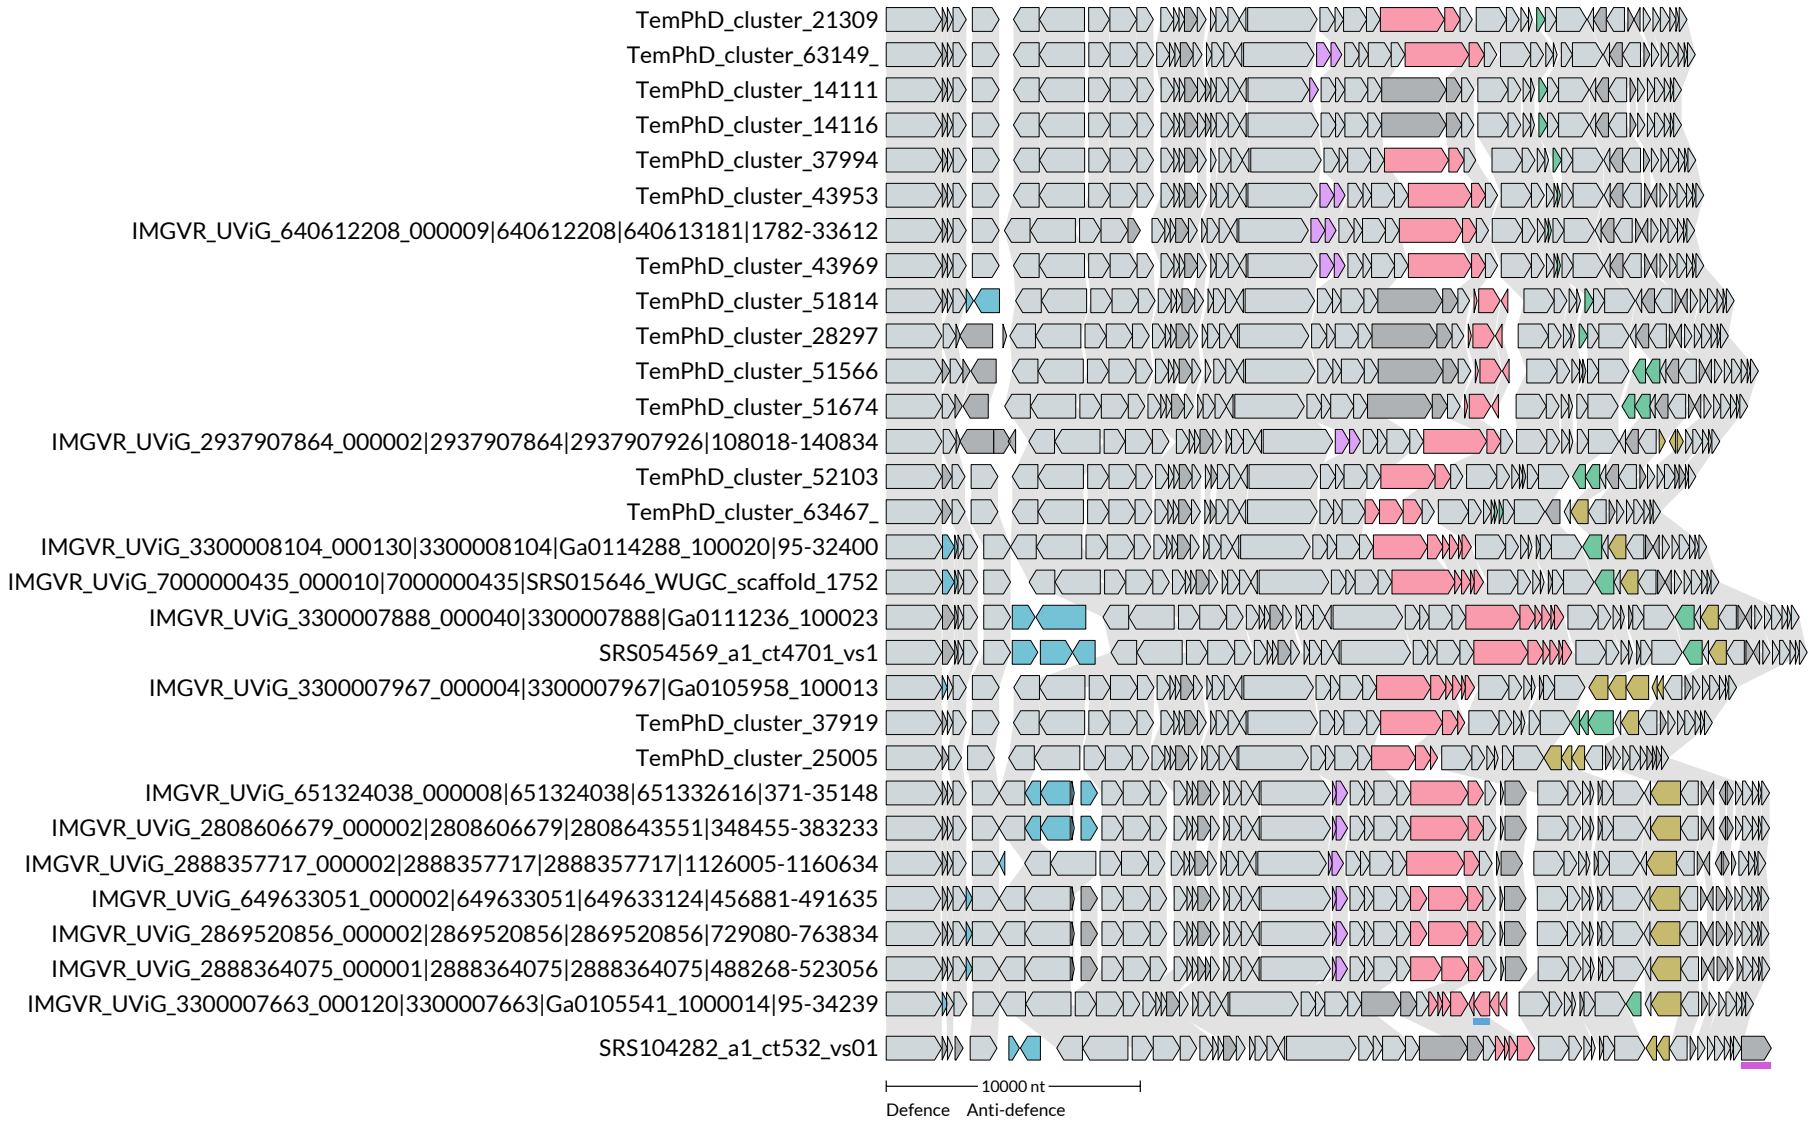 TemPhD_cluster_21309
TemPhD_cluster_63149_
TemPhD_cluster_14111
TemPhD_cluster_14116
TemPhD_cluster_37994
TemPhD_cluster_43953
IMGVR_UViG_640612208_000009|640612208|640613181|1782-33612
TemPhD_cluster_43969
TemPhD_cluster_51814
TemPhD_cluster_28297
TemPhD_cluster_51566
TemPhD_cluster_51674
IMGVR_UViG_2937907864_000002|2937907864|2937907926|108018-140834
TemPhD_cluster_52103
TemPhD_cluster_63467_
IMGVR_UViG_3300008104_000130|3300008104|Ga0114288_100020|95-32400
IMGVR_UViG_7000000435_000010|7000000435|SRS015646_WUGC_scaffold_1752
IMGVR_UViG_3300007888_000040|3300007888|Ga0111236_100023
SRS054569_a1_ct4701_vs1
IMGVR_UViG_3300007967_000004|3300007967|Ga0105958_100013
TemPhD_cluster_37919
TemPhD_cluster_25005
IMGVR_UViG_651324038_000008|651324038|651332616|371-35148
IMGVR_UViG_2808606679_000002|2808606679|2808643551|348455-383233
IMGVR_UViG_2888357717_000002|2888357717|2888357717|1126005-1160634
IMGVR_UViG_649633051_000002|649633051|649633124|456881-491635
IMGVR_UViG_2869520856_000002|2869520856|2869520856|729080-763834
IMGVR_UViG_2888364075_000001|2888364075|2888364075|488268-523056
IMGVR_UViG_3300007663_000120|3300007663|Ga0105541_1000014|95-34239
SRS104282_a1_ct532_vs01
10000 nt
Defence Anti-defence